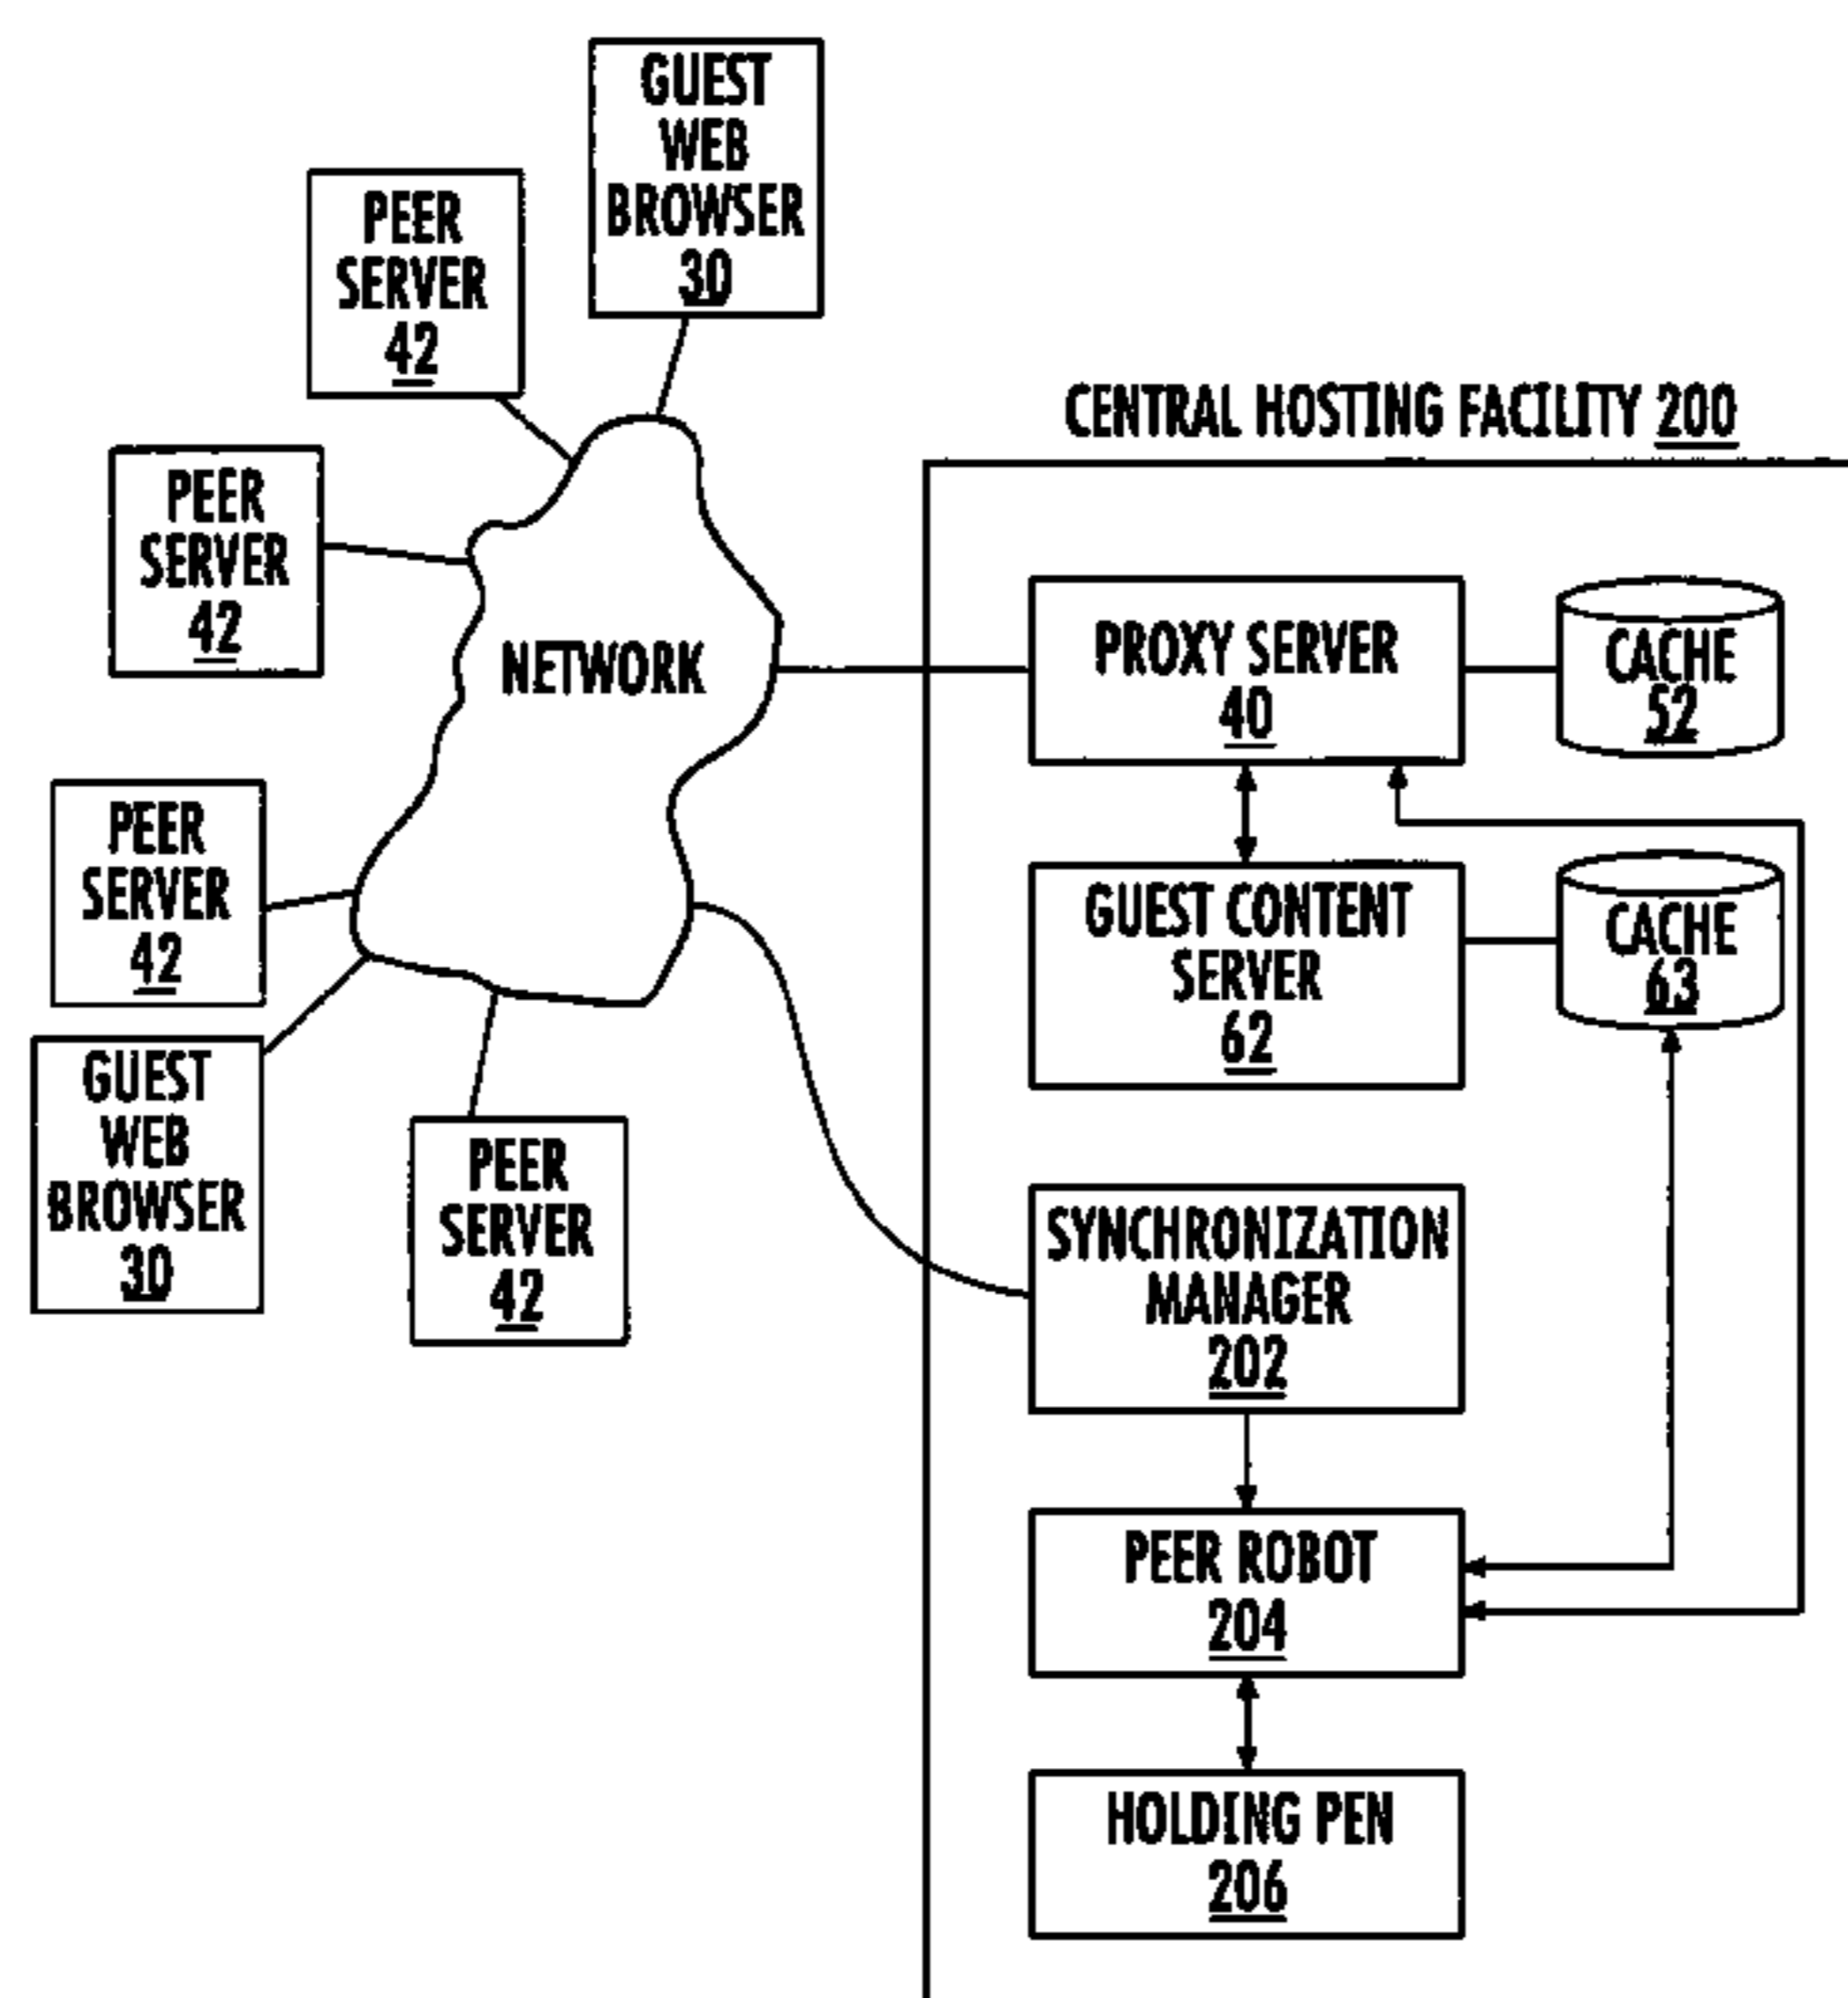 GUEST
WEB
BROWSER
30
PEER
SERVER
42
CENTRAL HOSTING FACILITY 200
PEER
SERVER
42
NETWORK
PROXY SERVER
40
CACHE
52
PEER
SERVER
42
GUEST CONTENT
SERVER
62
CACHE
63
GUEST
WEB
BROWSER
30
PEER
SERVER
42
SYNCHRONIZATION
MANAGER
202
PEER ROBOT
204
HOLDING PEN
206